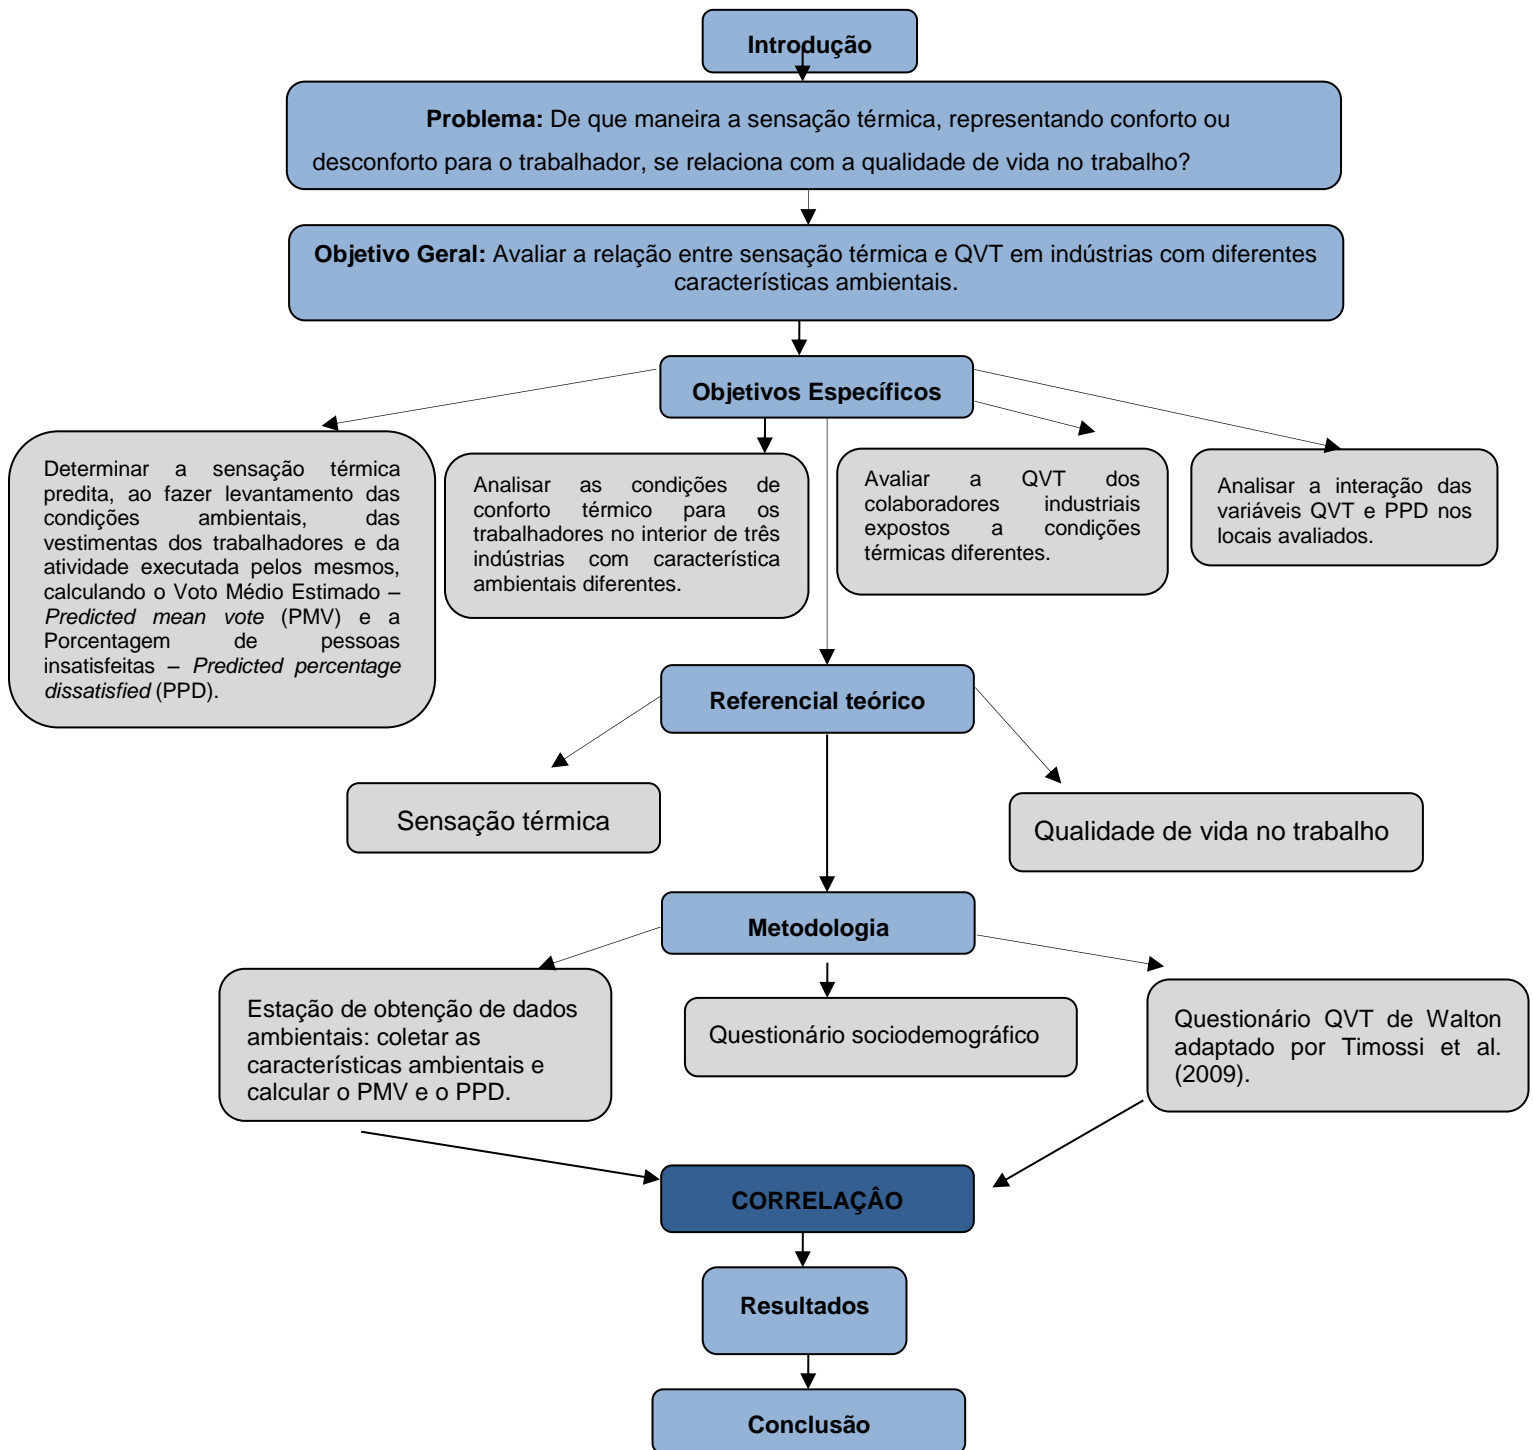 Introdução
Problema: De que maneira a sensação térmica, representando conforto ou
desconforto para o trabalhador, se relaciona com a qualidade de vida no trabalho?
Objetivo Geral: Avaliar a relação entre sensação térmica e QVT em indústrias com diferentes
características ambientais.
Objetivos Específicos
Determinar a sensação térmica
predita, ao fazer levantamento das
condições ambientais, das
vestimentas dos trabalhadores e da
atividade executada pelos mesmos,
calculando o Voto Médio Estimado –
Predicted mean vote (PMV) e a
Porcentagem de pessoas
insatisfeitas – Predicted percentage
dissatisfied (PPD).
Analisar as condições de
conforto térmico para os
trabalhadores no interior de três
indústrias com característica
ambientais diferentes.
Avaliar a QVT dos
colaboradores industriais
expostos a condições
térmicas diferentes.
Analisar a interação das
variáveis QVT e PPD nos
locais avaliados.
Referencial teórico
Sensação térmica
Qualidade de vida no trabalho
Metodologia
Estação de obtenção de dados
ambientais: coletar as
características ambientais e
calcular o PMV e o PPD.
Questionário sociodemográfico
Questionário QVT de Walton
adaptado por Timossi et al.
(2009).
CORRELAÇÂO
Resultados
Conclusão